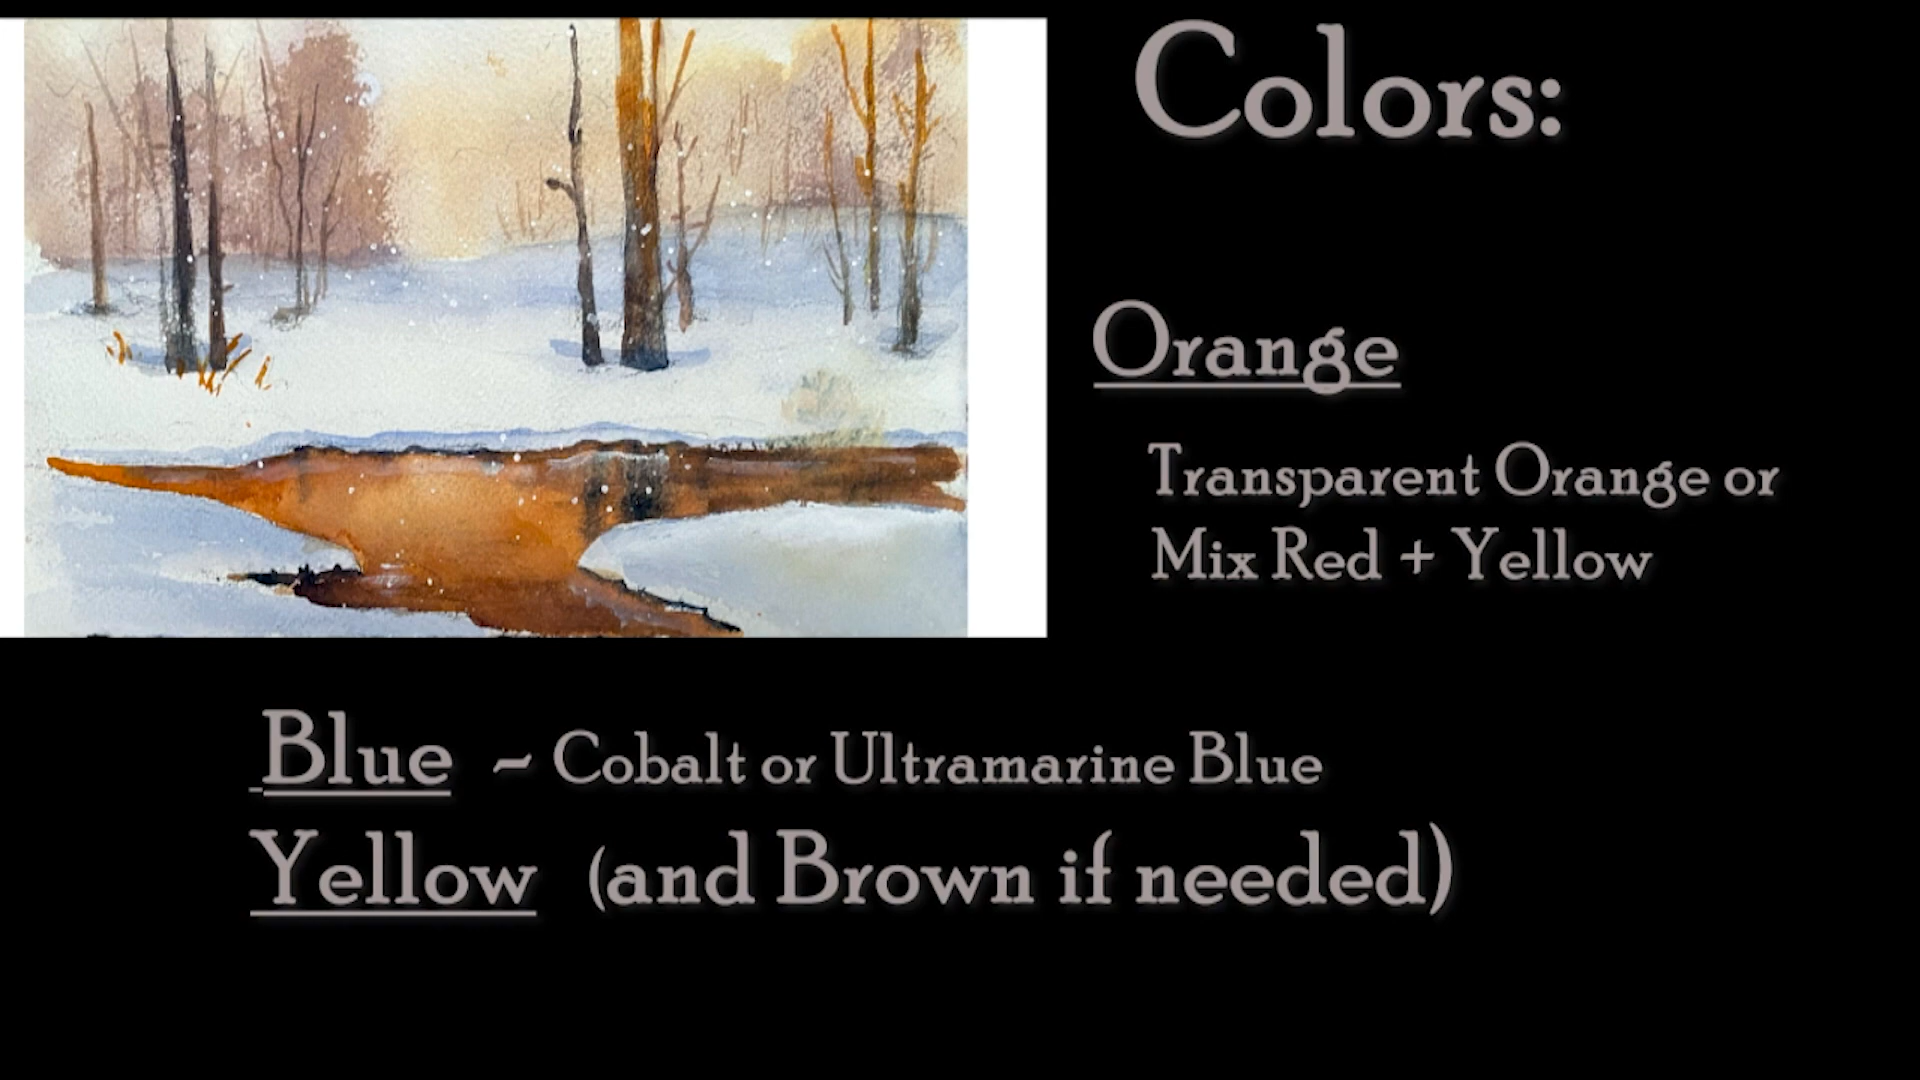 Colors:
Orange
Transparent Orange or
Mix Red + Yellow
Blue - Cobalt or Ultramarine Blue
Yellow (and Brown if needed)